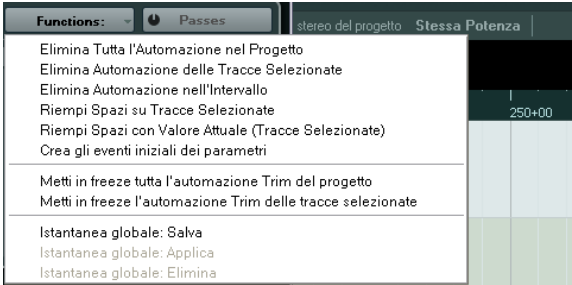 Functions: Passes
stereo del progetto Stessa Potenza
Elimina Tutta l'Automazione nel Progetto
Elimina Automazione delle Tracce Selezionate
Elimina Automazione nell'Intervallo
Riempi Spazi su Tracce Selezionate
Riempi Spazi con Valore Attuale (Tracce Selezionate)
Crea gli eventi iniziali dei parametri
250+00
Metti in freeze tutta l'automazione Trim del progetto
Metti in freeze l'automazione Trim delle tracce selezionate
Istantanea globale: Salva
Istantanea globale: Applica
Istantanea globale: Elimina